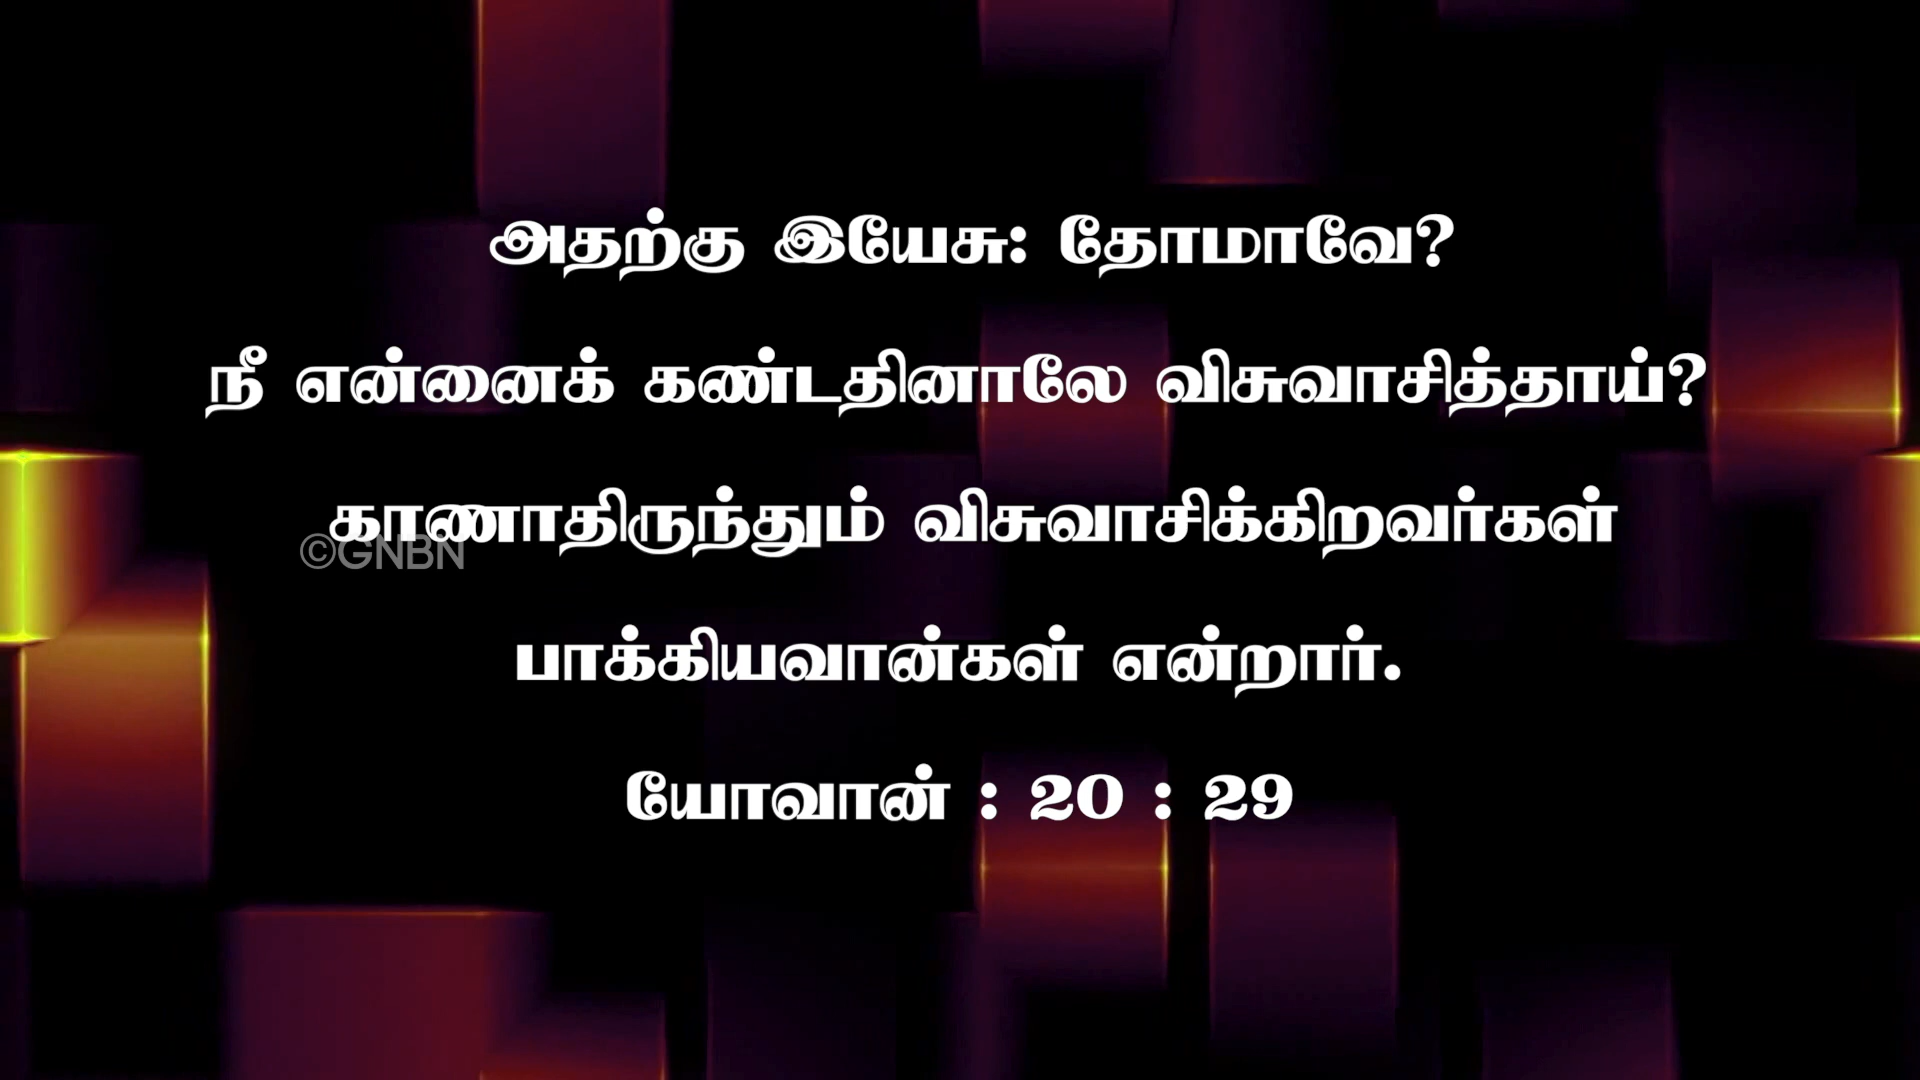 அதற்கு இயேசு: தோமாவே?
நீ என்னைக் கண்டதினாலே விசுவாசித்தாய்?
காணாதிருந்தும் விசுவாசிக்கிறவர்கள்
©GNBN
பாக்கியவான்கள் என்றார்.
யோவான் : 20 : 29